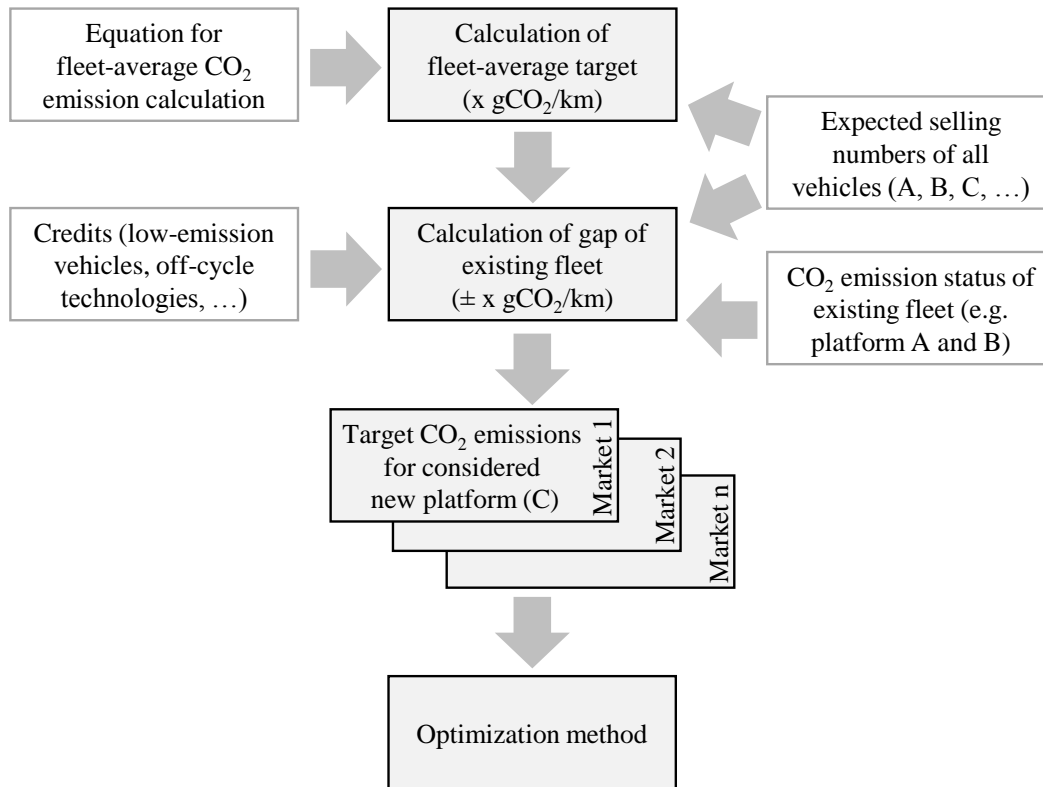 Equation for
fleet-average CO₂
emission calculation
Calculation of
fleet-average target
(x gCO₂/km)
Expected selling
numbers of all
vehicles (A, B, C, …)
Credits (low-emission
vehicles, off-cycle
technologies, …)
Calculation of gap of
existing fleet
(± x gCO₂/km)
CO₂ emission status of
existing fleet (e.g.
platform A and B)
Target CO₂ emissions
for considered
new platform (C)
Market 1
Market 2
Market n
Optimization method